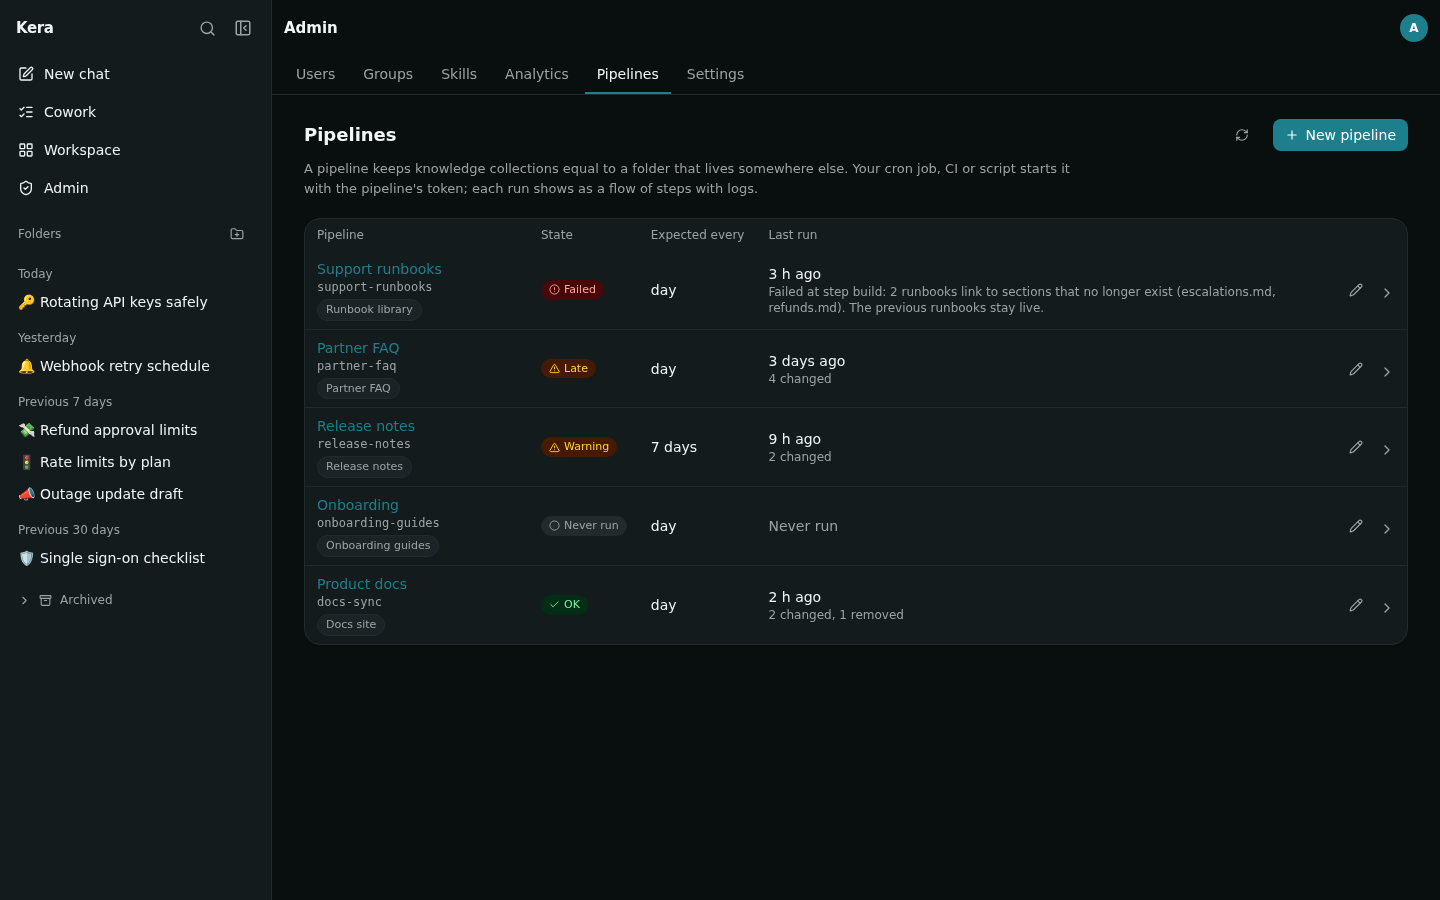 Kera
New chat
Cowork
Workspace
Admin
Folders
Today
🔑 Rotating API keys safely
Yesterday
🔔 Webhook retry schedule
Previous 7 days
💸 Refund approval limits
🚦 Rate limits by plan
📣 Outage update draft
Previous 30 days
🛡️ Single sign-on checklist
Archived
Admin
A
Users Groups Skills Analytics Pipelines Settings
Pipelines
New pipeline
A pipeline keeps knowledge collections equal to a folder that lives somewhere else. Your cron job, CI or script starts it
with the pipeline's token; each run shows as a flow of steps with logs.
Pipeline State Expected every Last run
Support runbooks
support-runbooks
Runbook library
Failed
day
3 h ago
Failed at step build: 2 runbooks link to sections that no longer exist (escalations.md,
refunds.md). The previous runbooks stay live.
Partner FAQ
partner-faq
Partner FAQ
Late
day
3 days ago
4 changed
Release notes
release-notes
Release notes
Warning
7 days
9 h ago
2 changed
Onboarding
onboarding-guides
Onboarding guides
Never run
day
Never run
Product docs
docs-sync
Docs site
OK
day
2 h ago
2 changed, 1 removed